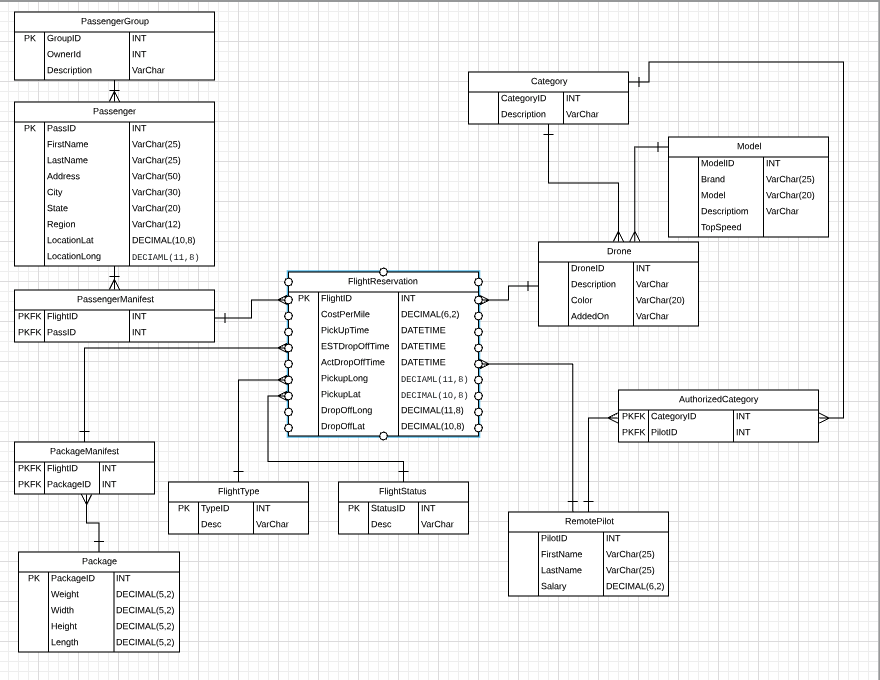 PassengerGroup
PK GroupID INT
OwnerId INT
Description VarChar
Passenger
PK PassID INT
FirstName VarChar(25)
LastName VarChar(25)
Address VarChar(50)
City VarChar(30)
State VarChar(20)
Region VarChar(12)
LocationLat DECIMAL(10,8)
LocationLong DECIAML(11,8)
PassengerManifest
PKFK FlightID INT
PKFK PassID INT
Category
CategoryID INT
Description VarChar
Model
ModelID INT
Brand VarChar(25)
Model VarChar(20)
Descriptiom VarChar
TopSpeed
Drone
DroneID INT
Description VarChar
Color VarChar(20)
AddedOn VarChar
FlightReservation
PK FlightID INT
CostPerMile DECIMAL(6,2)
PickUpTime DATETIME
ESTDropOffTime DATETIME
ActDropOffTime DATETIME
PickupLong DECIAML(11,8)
PickupLat DECIMAL(10,8)
DropOffLong DECIMAL(11,8)
DropOffLat DECIMAL(10,8)
AuthorizedCategory
PKFK CategoryID INT
PKFK PilotID INT
PackageManifest
PKFK FlightID INT
PKFK PackageID INT
FlightType
PK TypeID INT
Desc VarChar
FlightStatus
PK StatusID INT
Desc VarChar
RemotePilot
PilotID INT
FirstName VarChar(25)
LastName VarChar(25)
Salary DECIMAL(6,2)
Package
PK PackageID INT
Weight DECIMAL(5,2)
Width DECIMAL(5,2)
Height DECIMAL(5,2)
Length DECIMAL(5,2)